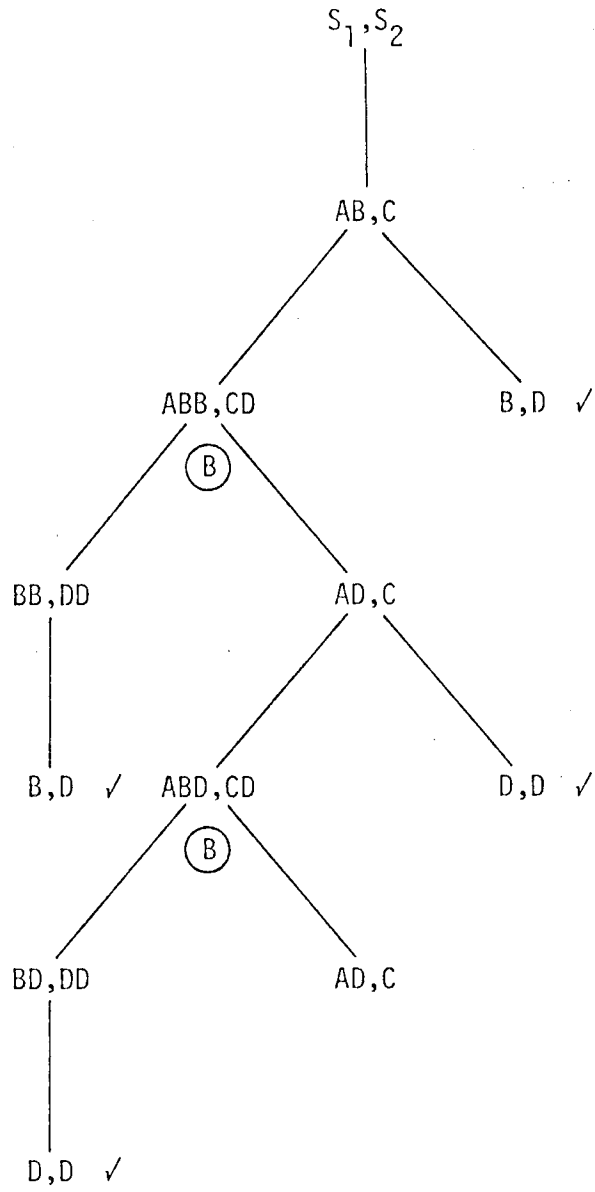 S₁,S₂
AB,C
ABB,CD
B,D ✓
B
BB,DD
AD,C
B,D ✓
ABD,CD
D,D ✓
B
BD,DD
AD,C
D,D ✓